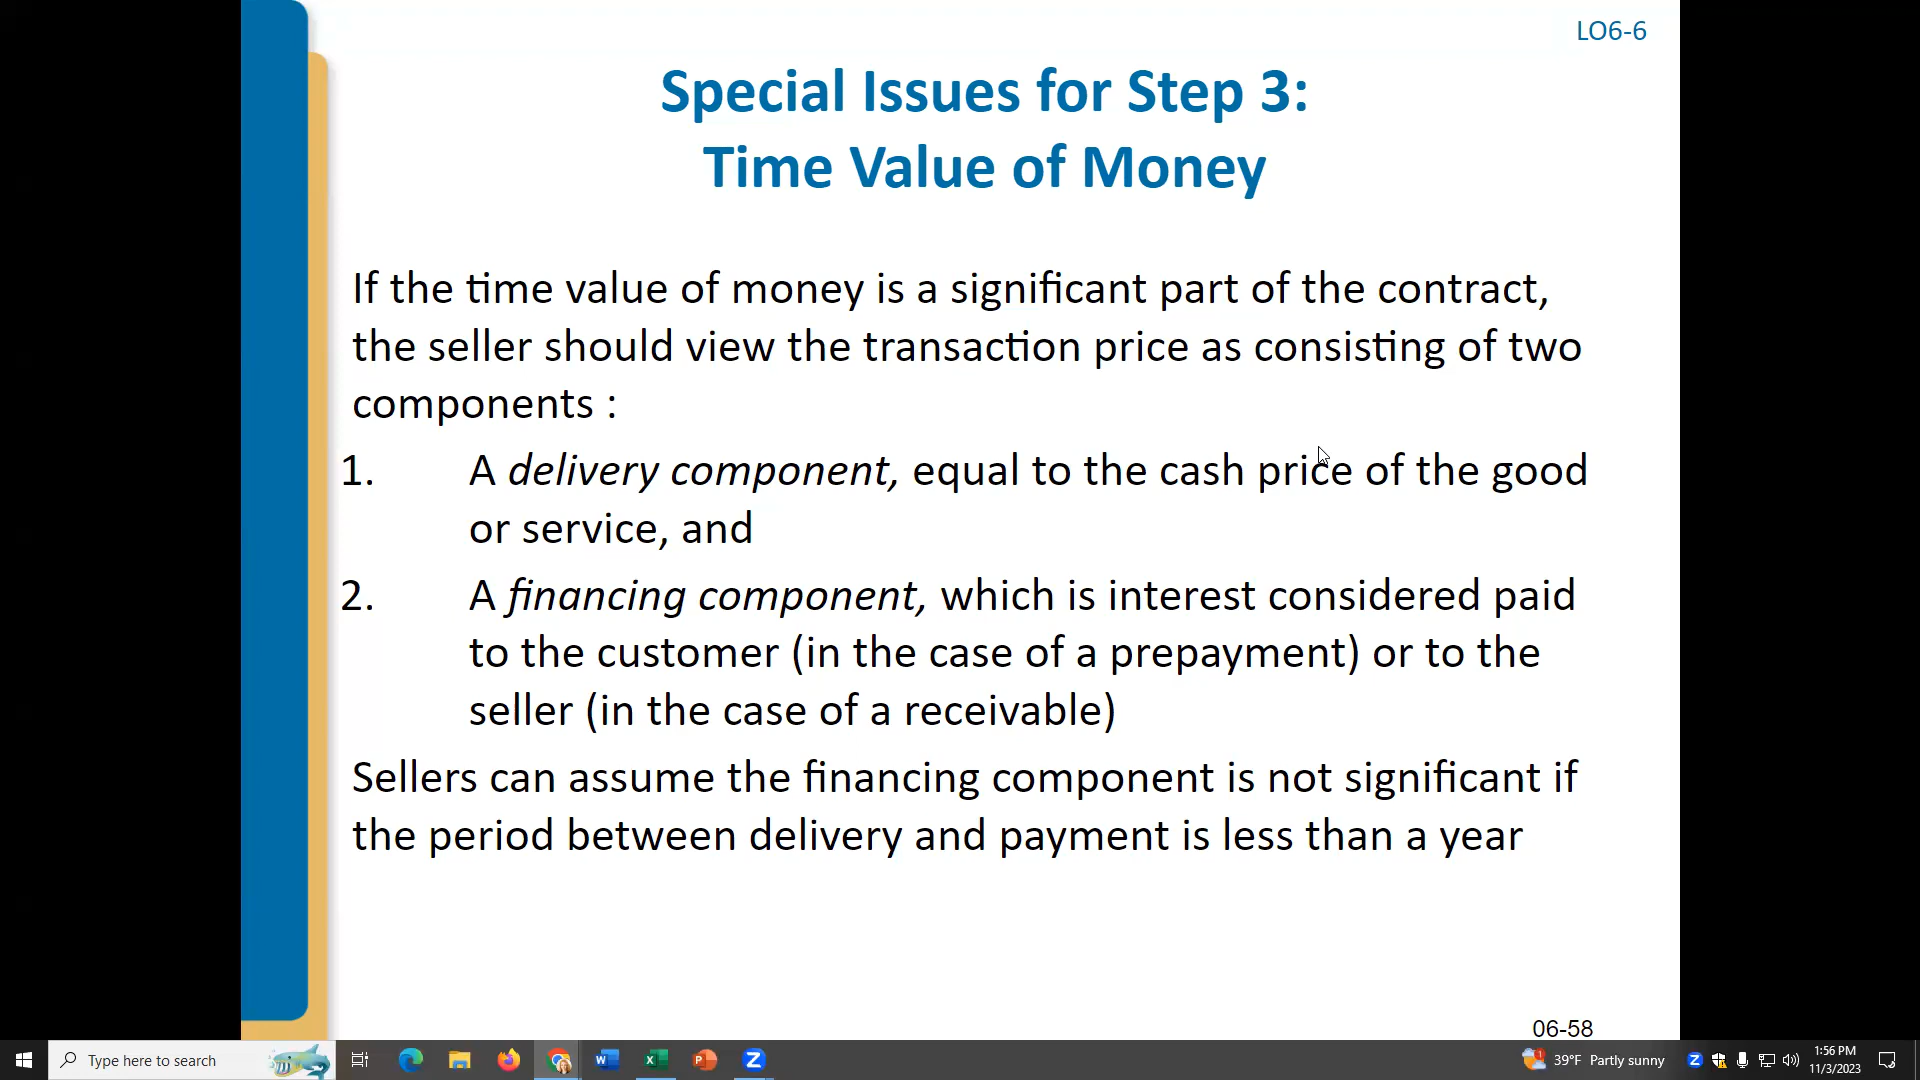 LO6-6
Special Issues for Step 3:
Time Value of Money
If the time value of money is a significant part of the contract,
the seller should view the transaction price as consisting of two
components :
1. A delivery component, equal to the cash price of the good
or service, and
2. A financing component, which is interest considered paid
to the customer (in the case of a prepayment) or to the
seller (in the case of a receivable)
Sellers can assume the financing component is not significant if
the period between delivery and payment is less than a year
06-58
Type here to search
39°F Partly sunny
1:56 PM
11/3/2023